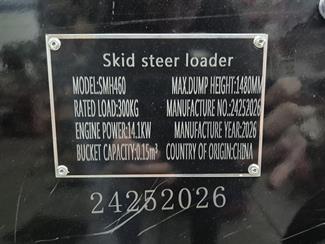 Skid steer loader
MODEL:SMH460 MAX.DUMP HEIGHT:1480MM
RATED LOAD:300KG MANUFACTURE NO.:24252026
ENGINE POWER:14.1KW MANUFACTURE YEAR:2026
BUCKET CAPACITY:0.15m³ COUNTRY OF ORIGIN:CHINA
24252026